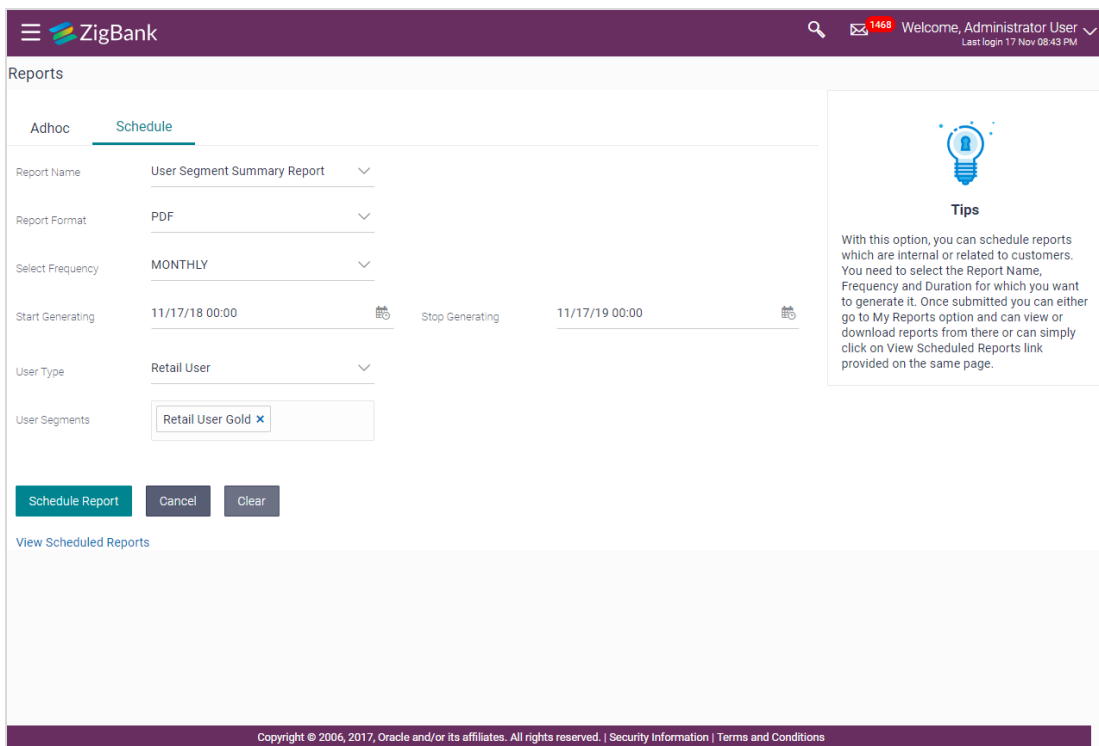 ZigBank
1468
Welcome, Administrator User
Last login 17 Nov 08:43 PM
Reports
Adhoc
Schedule
Report Name
User Segment Summary Report
Report Format
PDF
Select Frequency
MONTHLY
Start Generating
11/17/18 00:00
Stop Generating
11/17/19 00:00
User Type
Retail User
User Segments
Retail User Gold ×
Schedule Report
Cancel
Clear
View Scheduled Reports
Tips
With this option, you can schedule reports
which are internal or related to customers.
You need to select the Report Name,
Frequency and Duration for which you want
to generate it. Once submitted you can either
go to My Reports option and can view or
download reports from there or can simply
click on View Scheduled Reports link
provided on the same page.
Copyright © 2006, 2017, Oracle and/or its affiliates. All rights reserved. | Security Information | Terms and Conditions